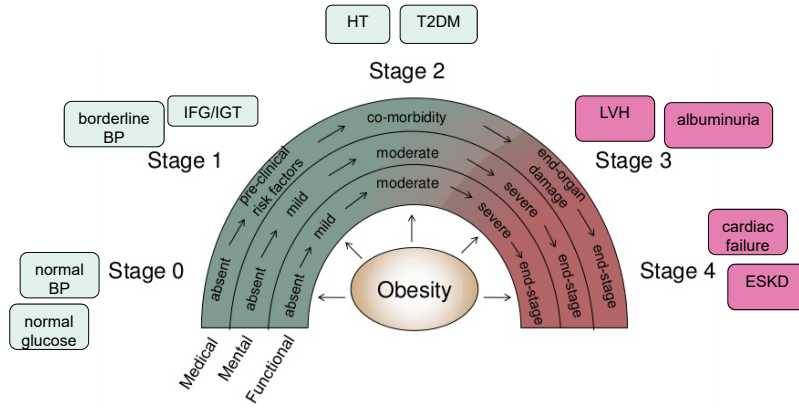 HT
T2DM
Stage 2
borderline
BP
IFG/IGT
Stage 1
LVH
albuminuria
Stage 3
normal
BP
normal
glucose
Stage 0
cardiac
failure
ESKD
Stage 4
absent
pre-clinical
risk factors
co-morbidity
end-organ
damage
end-stage
absent
mild
moderate
severe
end-stage
absent
mild
moderate
severe
end-stage
Obesity
Medical
Mental
Functional